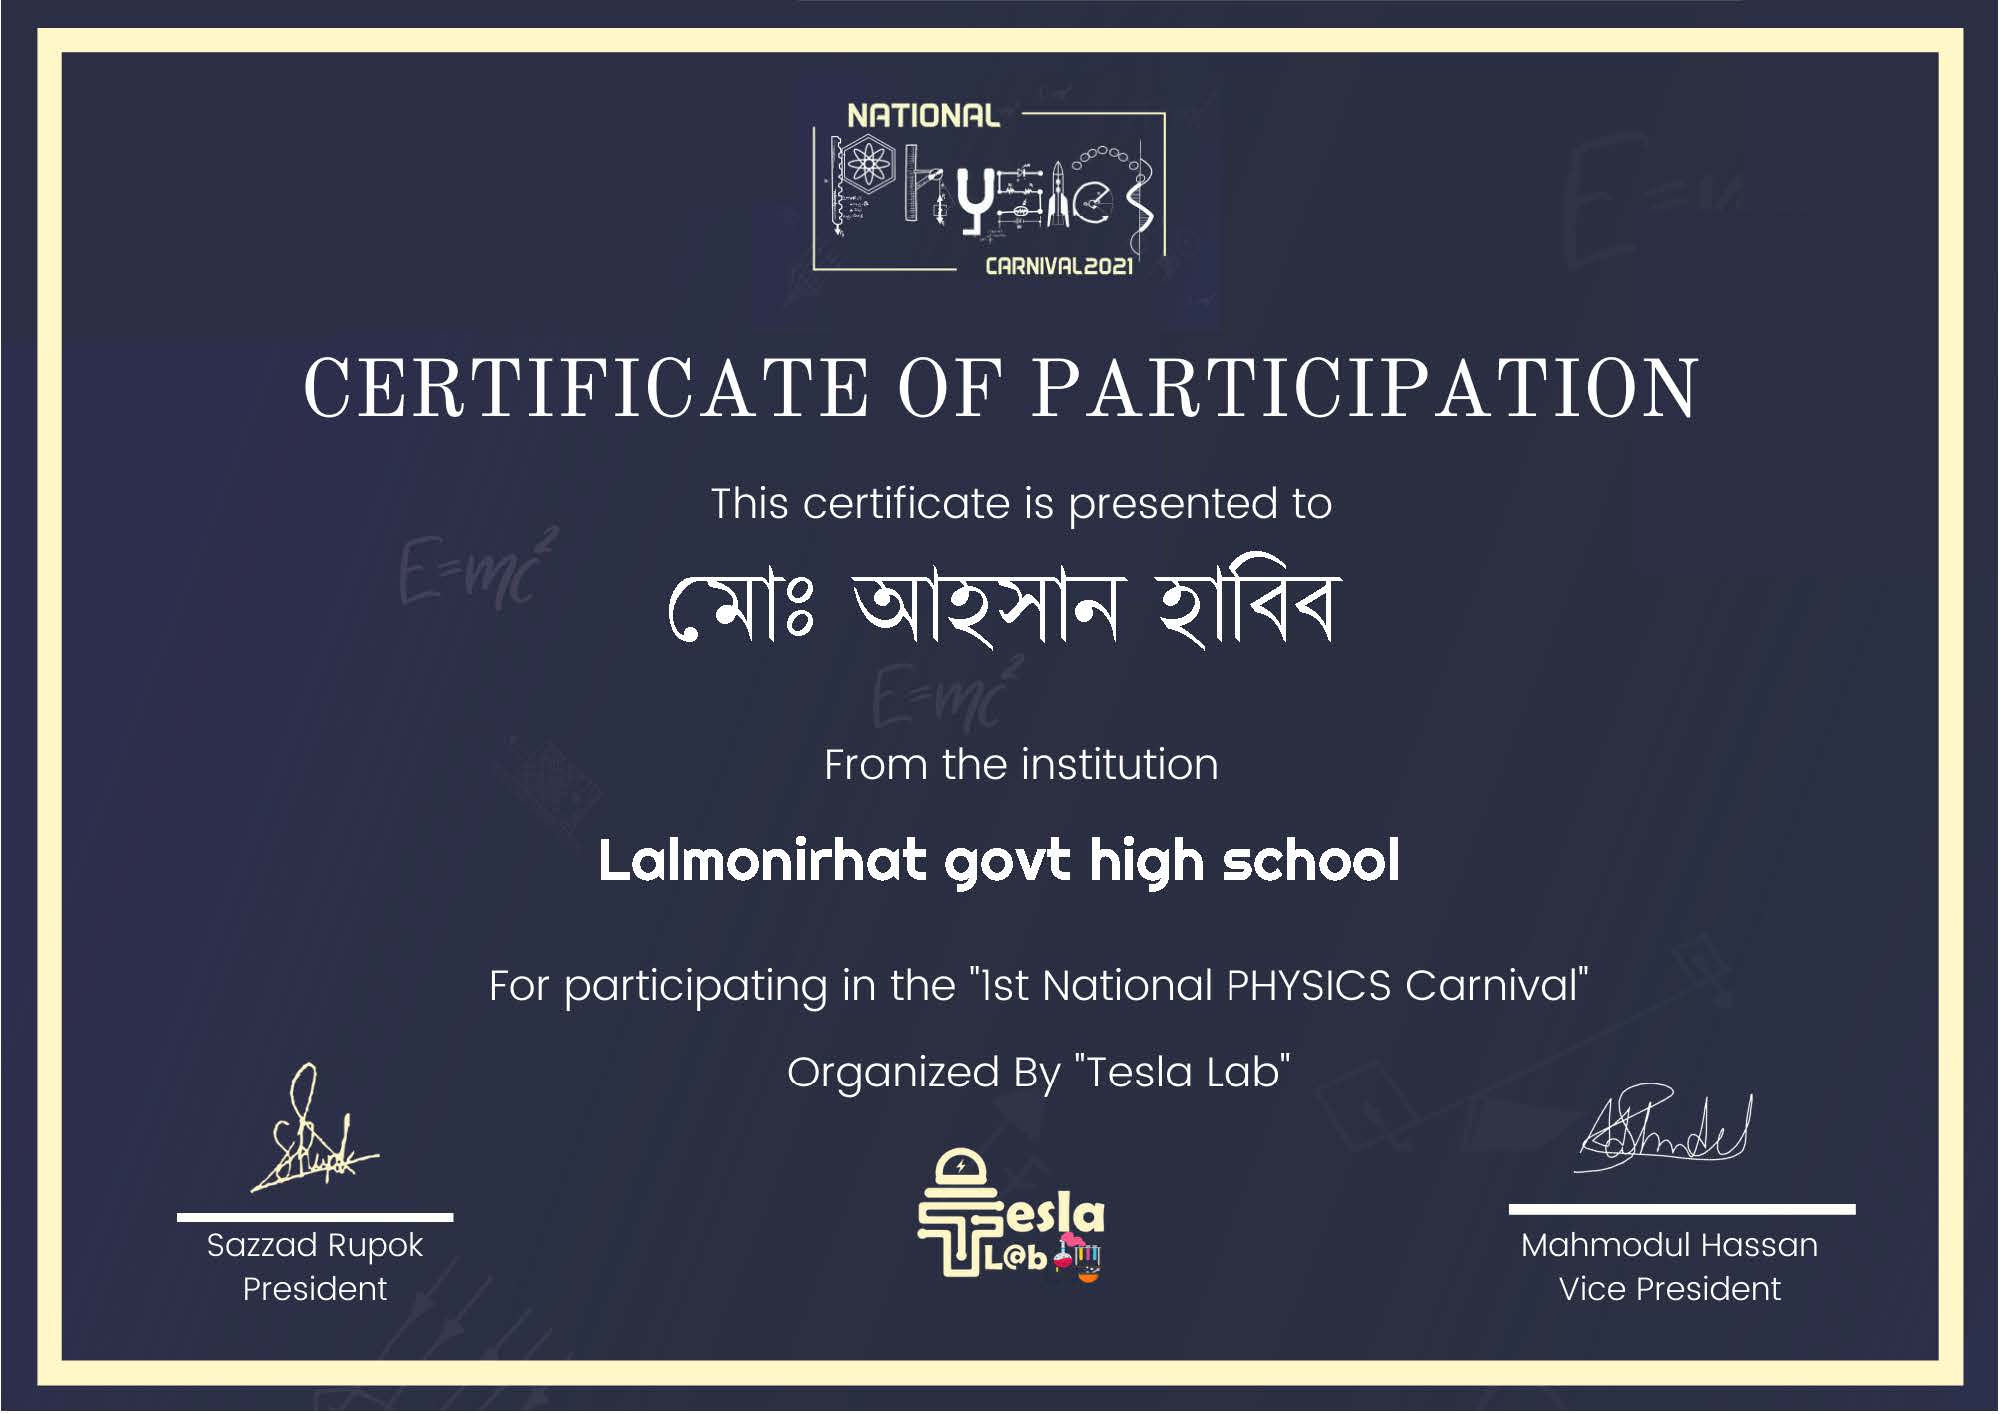 NATIONAL
Physics
CARNIVAL2021
CERTIFICATE OF PARTICIPATION
This certificate is presented to
মোঃ আহসান হাবিব
E=mc²
E=mc²
From the institution
Lalmonirhat govt high school
For participating in the "1st National PHYSICS Carnival"
Organized By "Tesla Lab"
Tesla
L@b
Sazzad Rupok
President
Mahmodul Hassan
Vice President